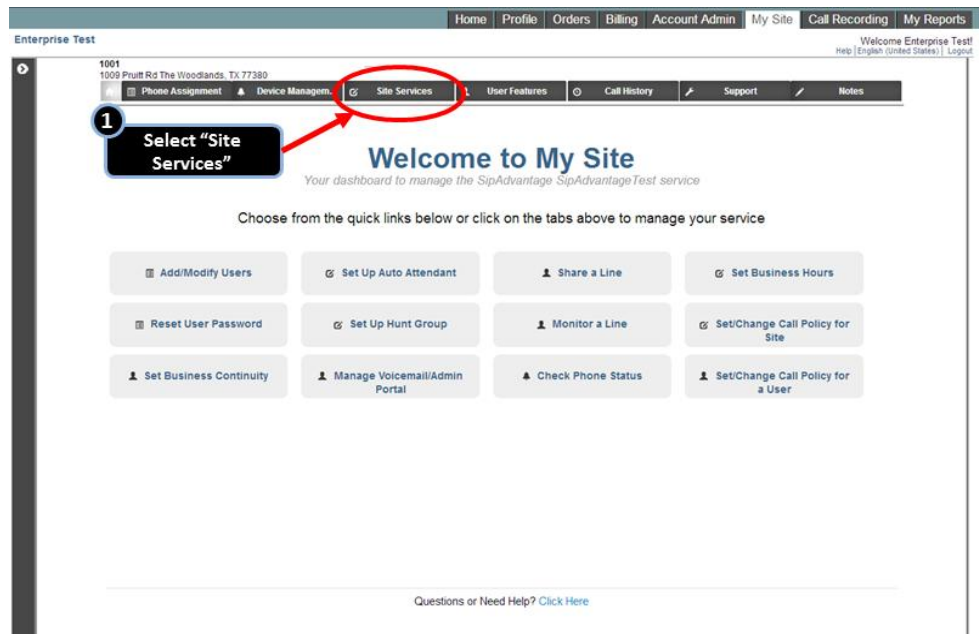 Home Profile Orders Billing Account Admin My Site Call Recording My Reports
Enterprise Test
Welcome Enterprise Test!
Help | English (United States) | Logout
1001
1009 Pruitt Rd The Woodlands, TX 77380
Phone Assignment Device Managem... Site Services User Features Call History Support Notes
1
Select “Site
Services”
Welcome to My Site
Your dashboard to manage the SipAdvantage SipAdvantageTest service
Choose from the quick links below or click on the tabs above to manage your service
Add/Modify Users Set Up Auto Attendant Share a Line Set Business Hours
Reset User Password Set Up Hunt Group Monitor a Line Set/Change Call Policy for
Site
Set Business Continuity Manage Voicemail/Admin
Portal
Check Phone Status Set/Change Call Policy for
a User
Questions or Need Help? Click Here